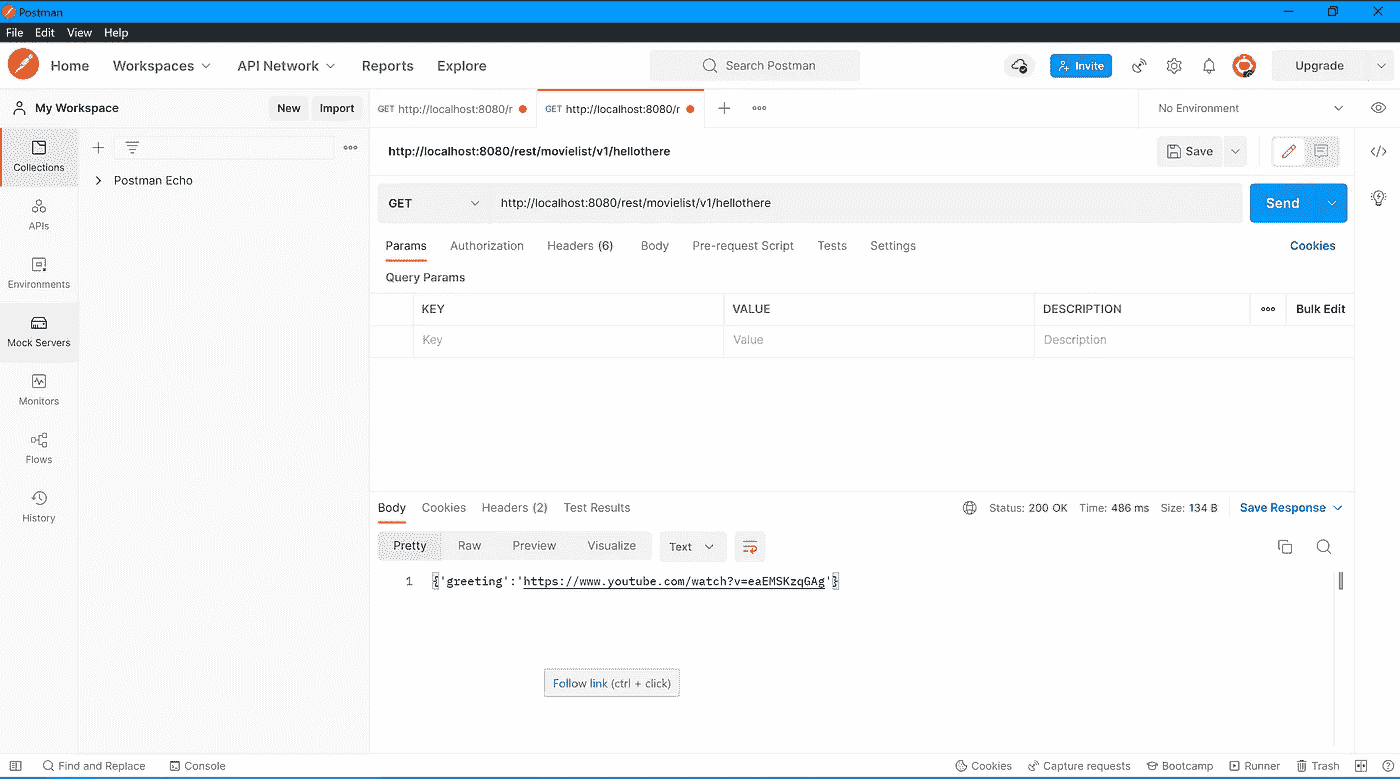 Postman
File Edit View Help
Home Workspaces API Network Reports Explore Search Postman Invite Upgrade
My Workspace New Import GET http://localhost:8080/r GET http://localhost:8080/r No Environment
Collections
APIs
Environments
Mock Servers
Monitors
Flows
History
Postman Echo
http://localhost:8080/rest/movielist/v1/hellothere Save
GET http://localhost:8080/rest/movielist/v1/hellothere Send
Params Authorization Headers (6) Body Pre-request Script Tests Settings Cookies
Query Params
KEY VALUE DESCRIPTION Bulk Edit
Key Value Description
Body Cookies Headers (2) Test Results Status: 200 OK Time: 486 ms Size: 134 B Save Response
Pretty Raw Preview Visualize Text
1 {'greeting':'https://www.youtube.com/watch?v=eaEMSKzqGAg'}
Follow link (ctrl + click)
Find and Replace Console Cookies Capture requests Bootcamp Runner Trash